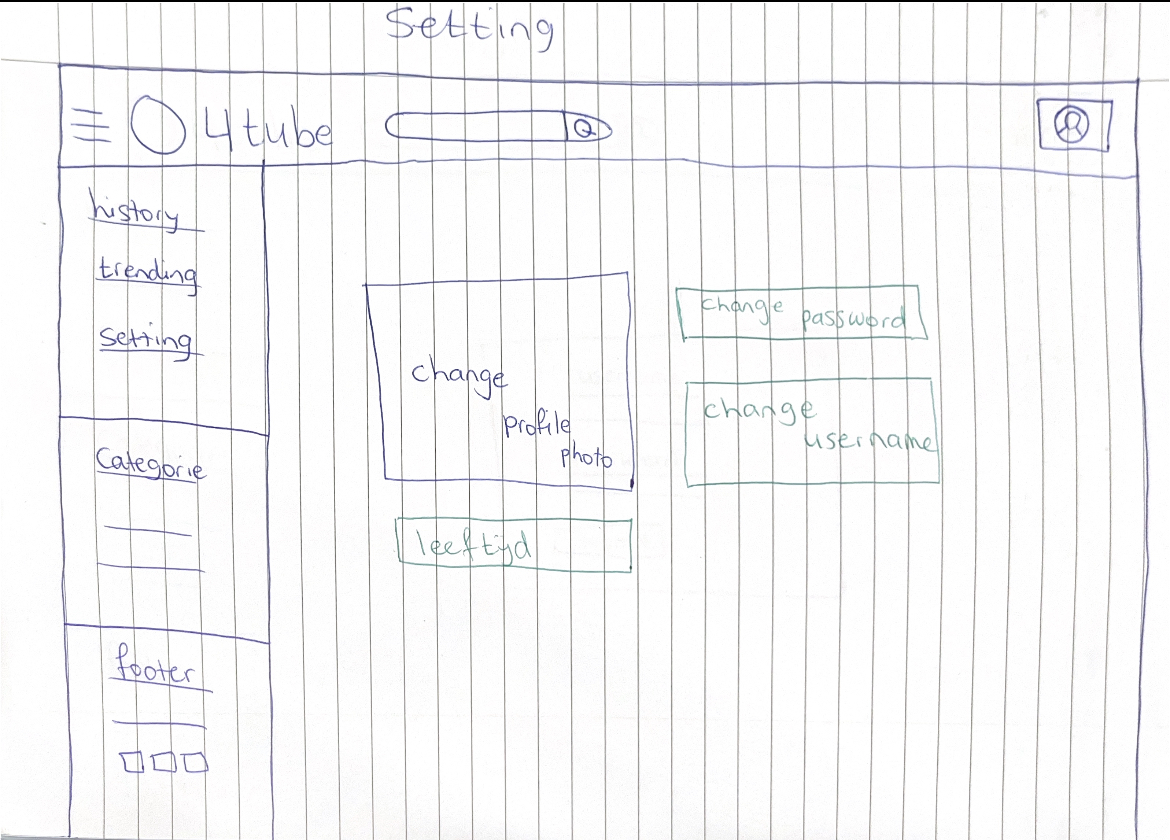 Setting
4tube
history
trending
setting
change
profile
photo
change password
change
username
Categorie
leeftijd
footer